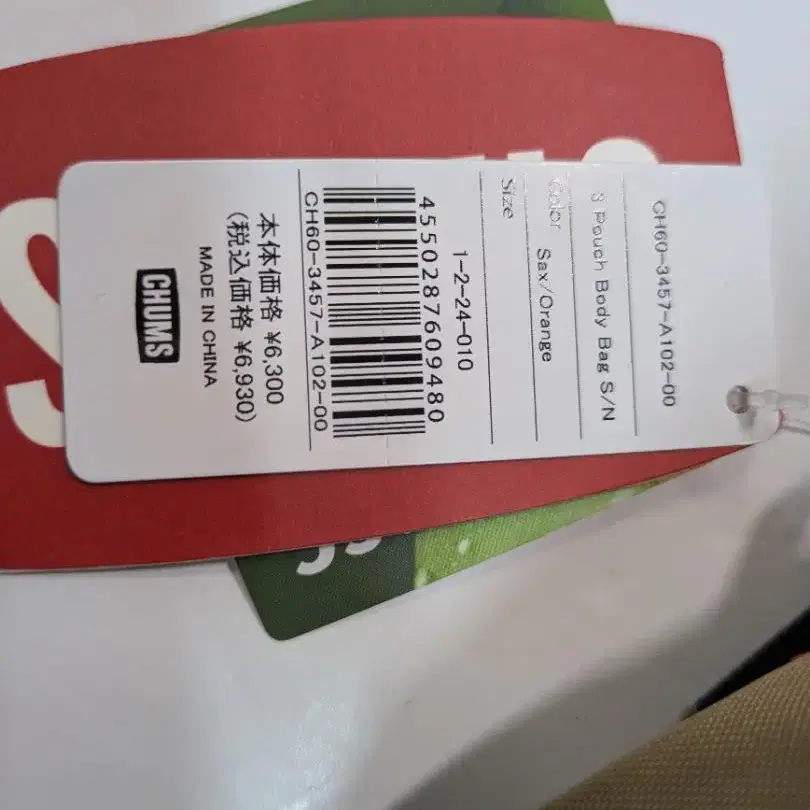 CH60-3457-A102-00
3 Pouch Body Bag S/N
Color Sax/Orange
Size
1-2-24-010
4550287609480
CH60-3457-A102-00
本体価格 ¥6,300
(税込価格 ¥6,930)
MADE IN CHINA
CHUMS